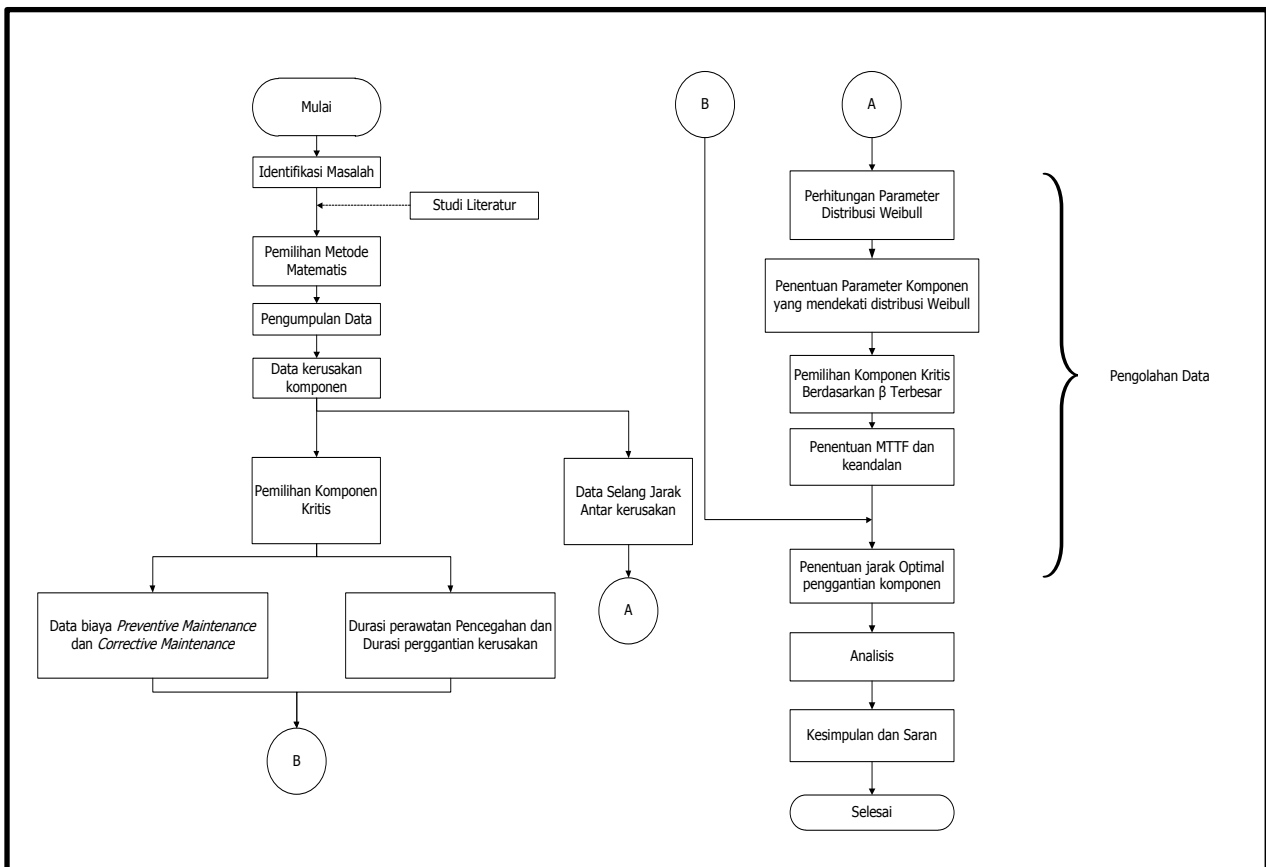 Mulai
Identifikasi Masalah
Studi Literatur
Pemilihan Metode
Matematis
Pengumpulan Data
Data kerusakan
komponen
Pemilihan Komponen
Kritis
Data Selang Jarak
Antar kerusakan
A
Data biaya Preventive Maintenance
dan Corrective Maintenance
Durasi perawatan Pencegahan dan
Durasi perggantian kerusakan
B
B
A
Perhitungan Parameter
Distribusi Weibull
Penentuan Parameter Komponen
yang mendekati distribusi Weibull
Pemilihan Komponen Kritis
Berdasarkan β Terbesar
Penentuan MTTF dan
keandalan
Penentuan jarak Optimal
penggantian komponen
Pengolahan Data
Analisis
Kesimpulan dan Saran
Selesai